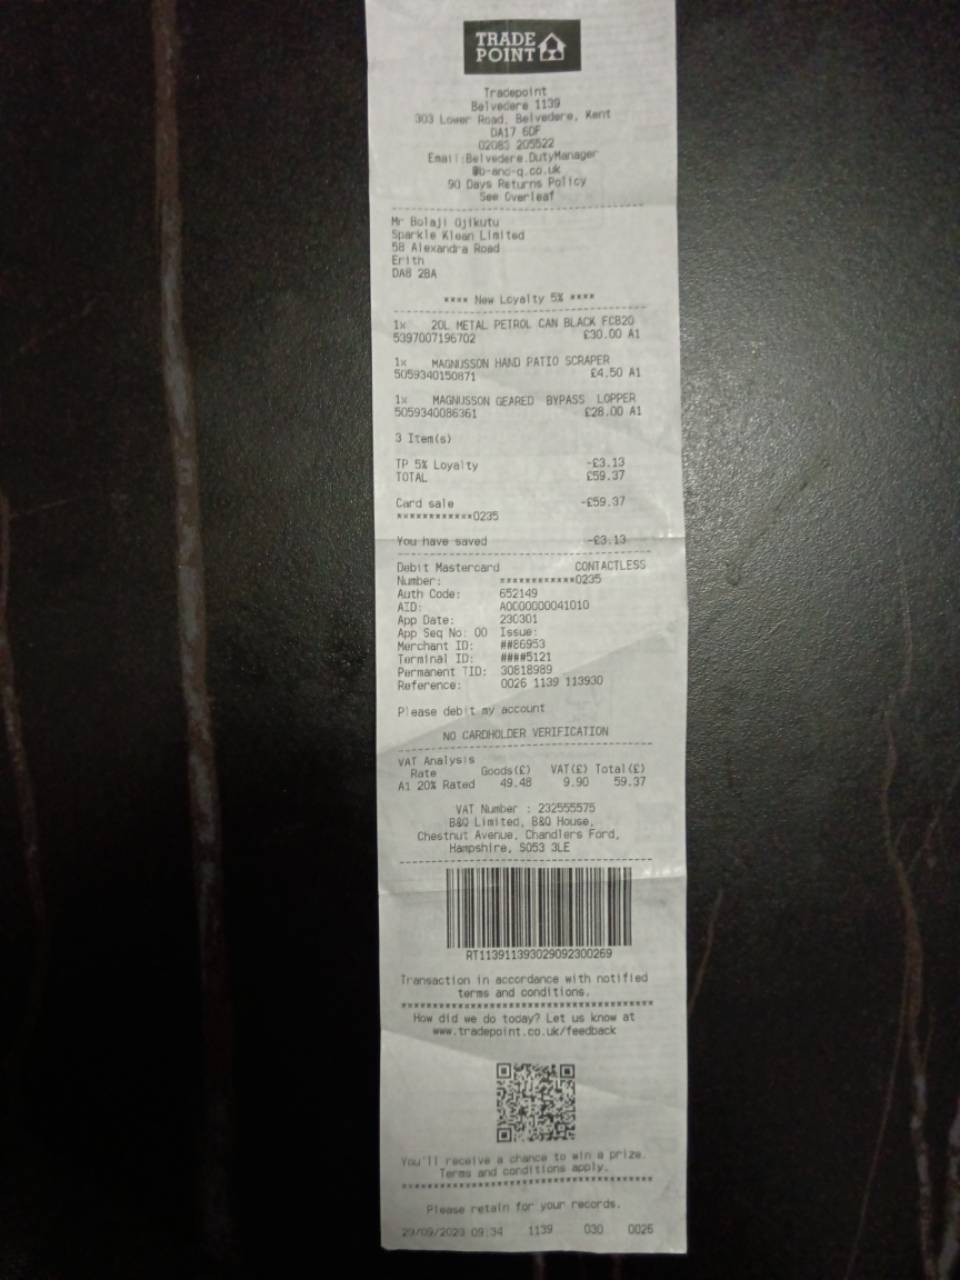 TRADE
POINT
Tradepoint
Belvedere 1139
303 Lower Road, Belvedere, Kent
DA17 6DF
02083 205522
Email:Belvedere.DutyManager
@b-and-q.co.uk
90 Days Returns Policy
See Overleaf
Mr Bolaji Ojikutu
Sparkle Klean Limited
58 Alexandra Road
Erith
DA8 2BA
**** New Loyalty 5% ****
1x 20L METAL PETROL CAN BLACK FCB20
5397007196702 £30.00 A1
1x MAGNUSSON HAND PATIO SCRAPER
5059340150871 £4.50 A1
1x MAGNUSSON GEARED BYPASS LOPPER
5059340086361 £28.00 A1
3 Item(s)
TP 5% Loyalty -£3.13
TOTAL £59.37
Card sale -£59.37
************0235
You have saved -£3.13
Debit Mastercard CONTACTLESS
Number: ************0235
Auth Code: 652149
AID: A0000000041010
App Date: 230301
App Seq No: 00 Issue:
Merchant ID: ##86953
Terminal ID: ####5121
Permanent TID: 30818989
Reference: 0026 1139 113930
Please debit my account
NO CARDHOLDER VERIFICATION
VAT Analysis
Rate Goods(£) VAT(£) Total(£)
A1 20% Rated 49.48 9.90 59.37
VAT Number : 232555575
B&Q Limited, B&Q House,
Chestnut Avenue, Chandlers Ford,
Hampshire, SO53 3LE
RT113911393029092300269
Transaction in accordance with notified
terms and conditions.
How did we do today? Let us know at
www.tradepoint.co.uk/feedback
You'll receive a chance to win a prize.
Terms and conditions apply.
Please retain for your records.
29/09/2023 09:34 1139 030 0026